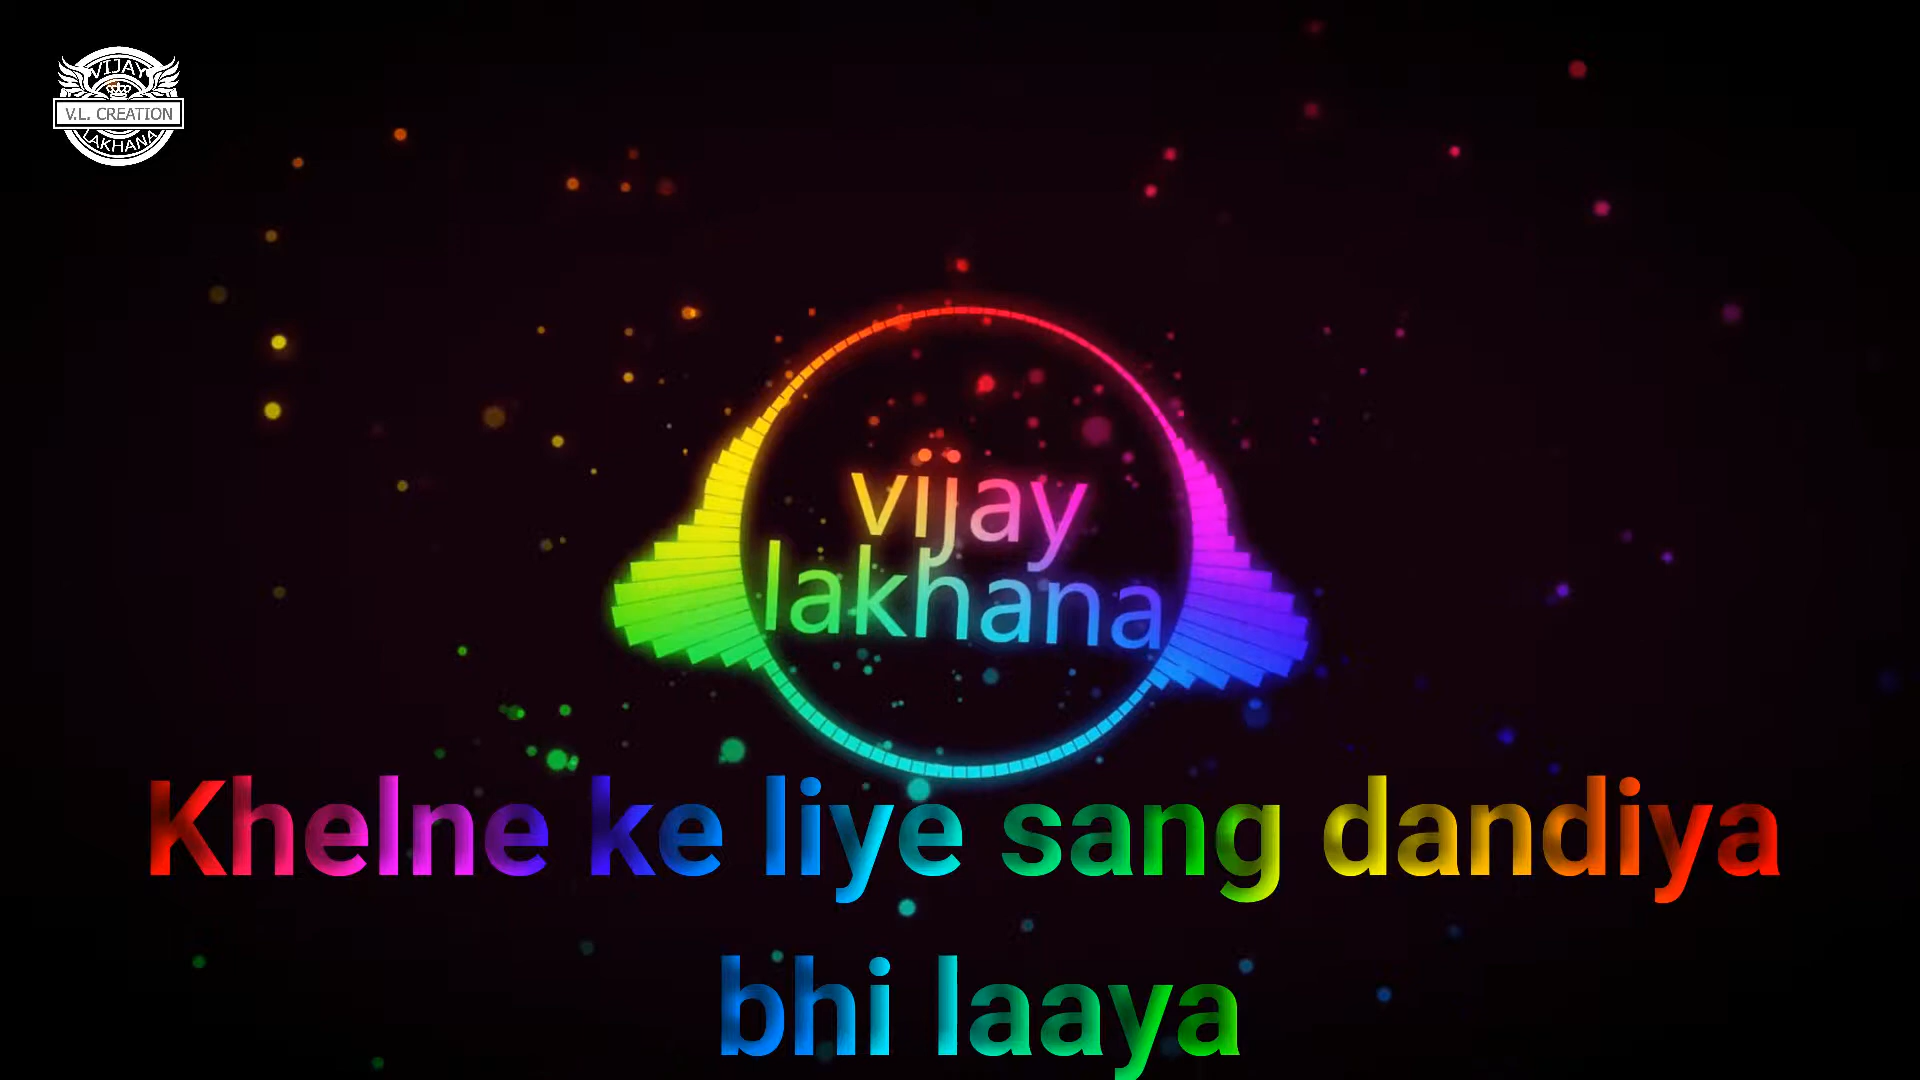 VIJAY
V.L. CREATION
LAKHANA
vijay
lakhana
Khelne ke liye sang dandiya
bhi laaya